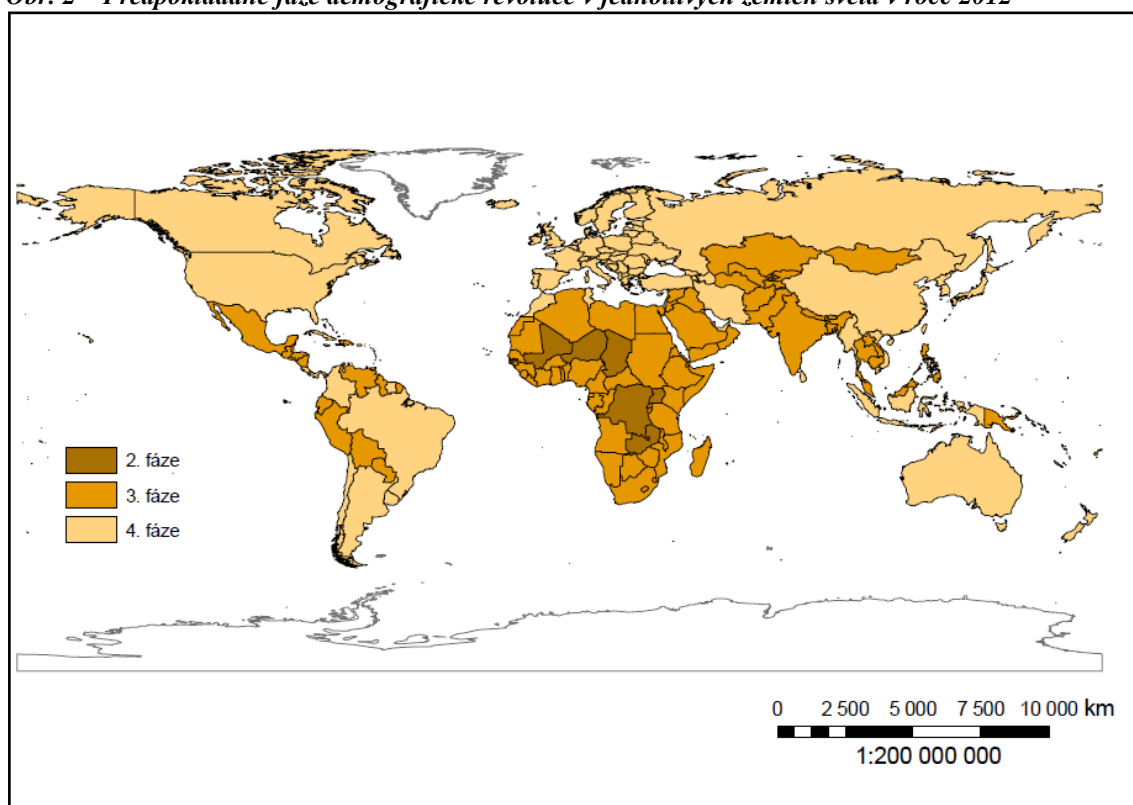 Obr. 2 – Předpokládané fáze demografické revoluce v jednotlivých zemích světa v roce 2012
2. fáze
3. fáze
4. fáze
0 2 500 5 000 7 500 10 000 km
1:200 000 000